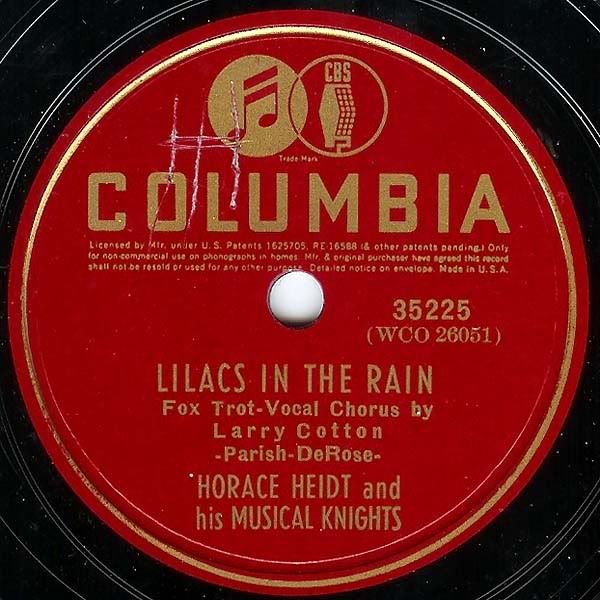 CBS
Trade Mark
COLUMBIA
Licensed by Mfr. under U.S. Patents 1625705, RE-16588 (& other patents pending.) Only
for non-commercial use on phonographs in homes. Mfr. & original purchaser have agreed this record
shall not be resold or used for any other purpose. Detailed notice on envelope. Made in U.S.A.
35225
(WCO 26051)
LILACS IN THE RAIN
Fox Trot-Vocal Chorus by
Larry Cotton
-Parish-DeRose-
HORACE HEIDT and
his MUSICAL KNIGHTS